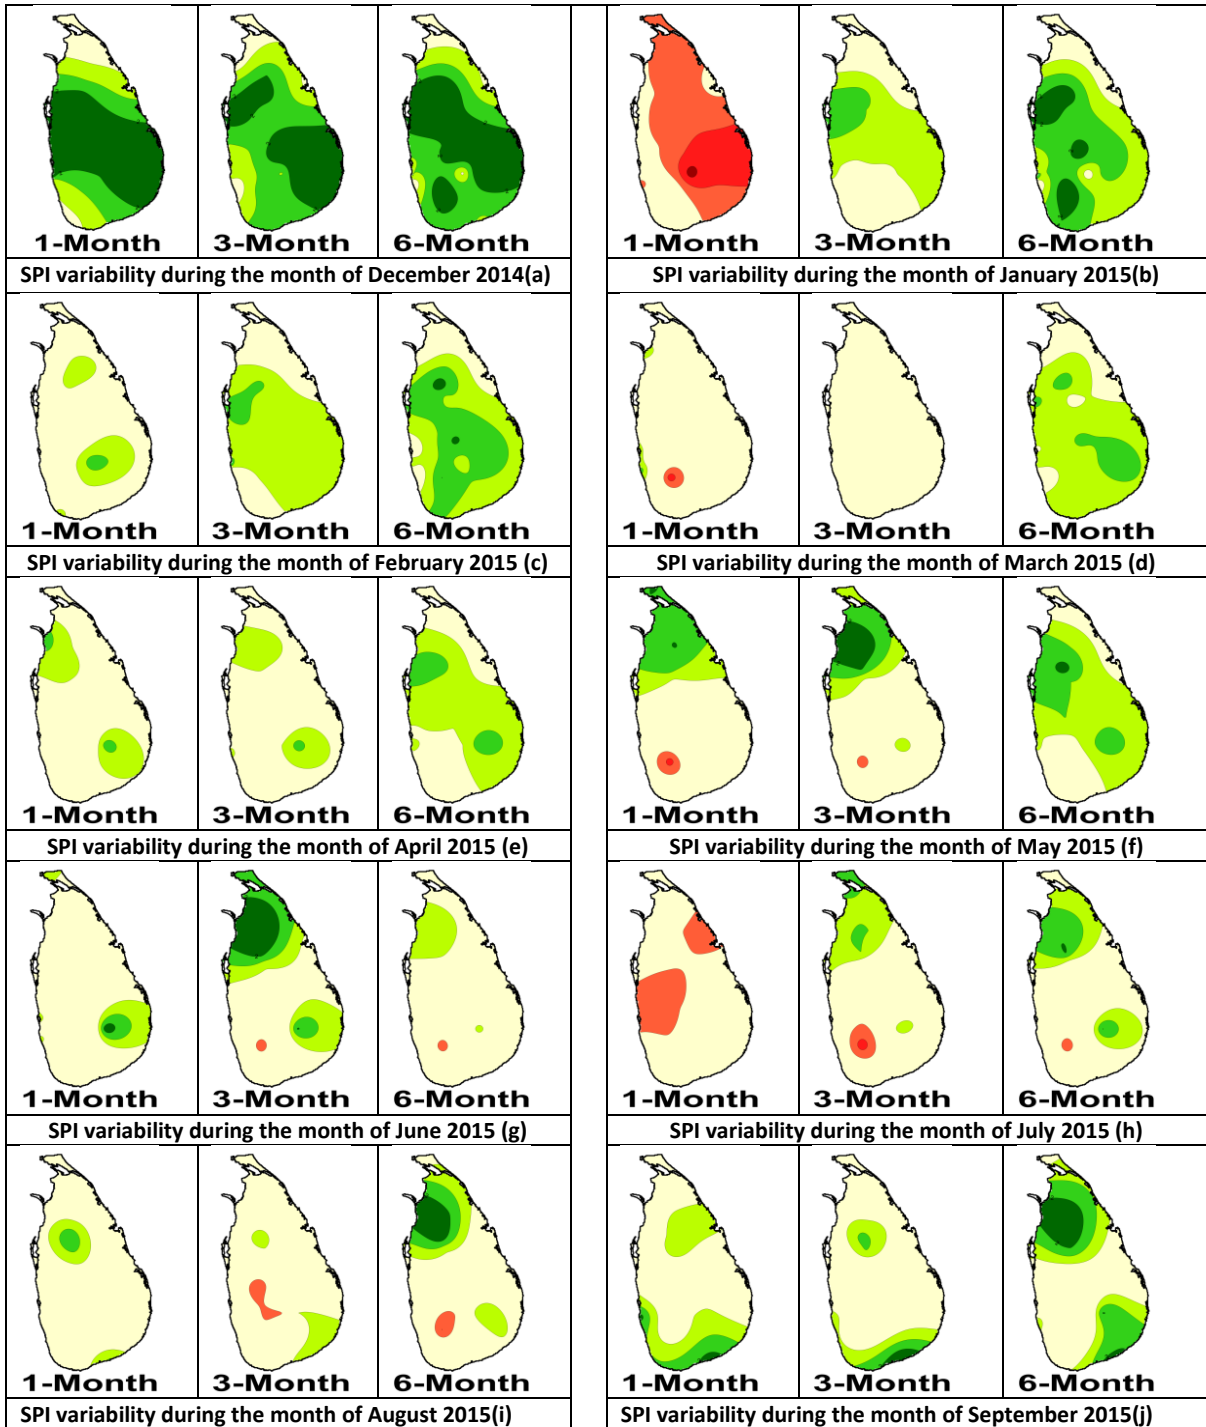 1-Month 3-Month 6-Month
SPI variability during the month of December 2014(a)
1-Month 3-Month 6-Month
SPI variability during the month of January 2015(b)
1-Month 3-Month 6-Month
SPI variability during the month of February 2015 (c)
1-Month 3-Month 6-Month
SPI variability during the month of March 2015 (d)
1-Month 3-Month 6-Month
SPI variability during the month of April 2015 (e)
1-Month 3-Month 6-Month
SPI variability during the month of May 2015 (f)
1-Month 3-Month 6-Month
SPI variability during the month of June 2015 (g)
1-Month 3-Month 6-Month
SPI variability during the month of July 2015 (h)
1-Month 3-Month 6-Month
SPI variability during the month of August 2015(i)
1-Month 3-Month 6-Month
SPI variability during the month of September 2015(j)